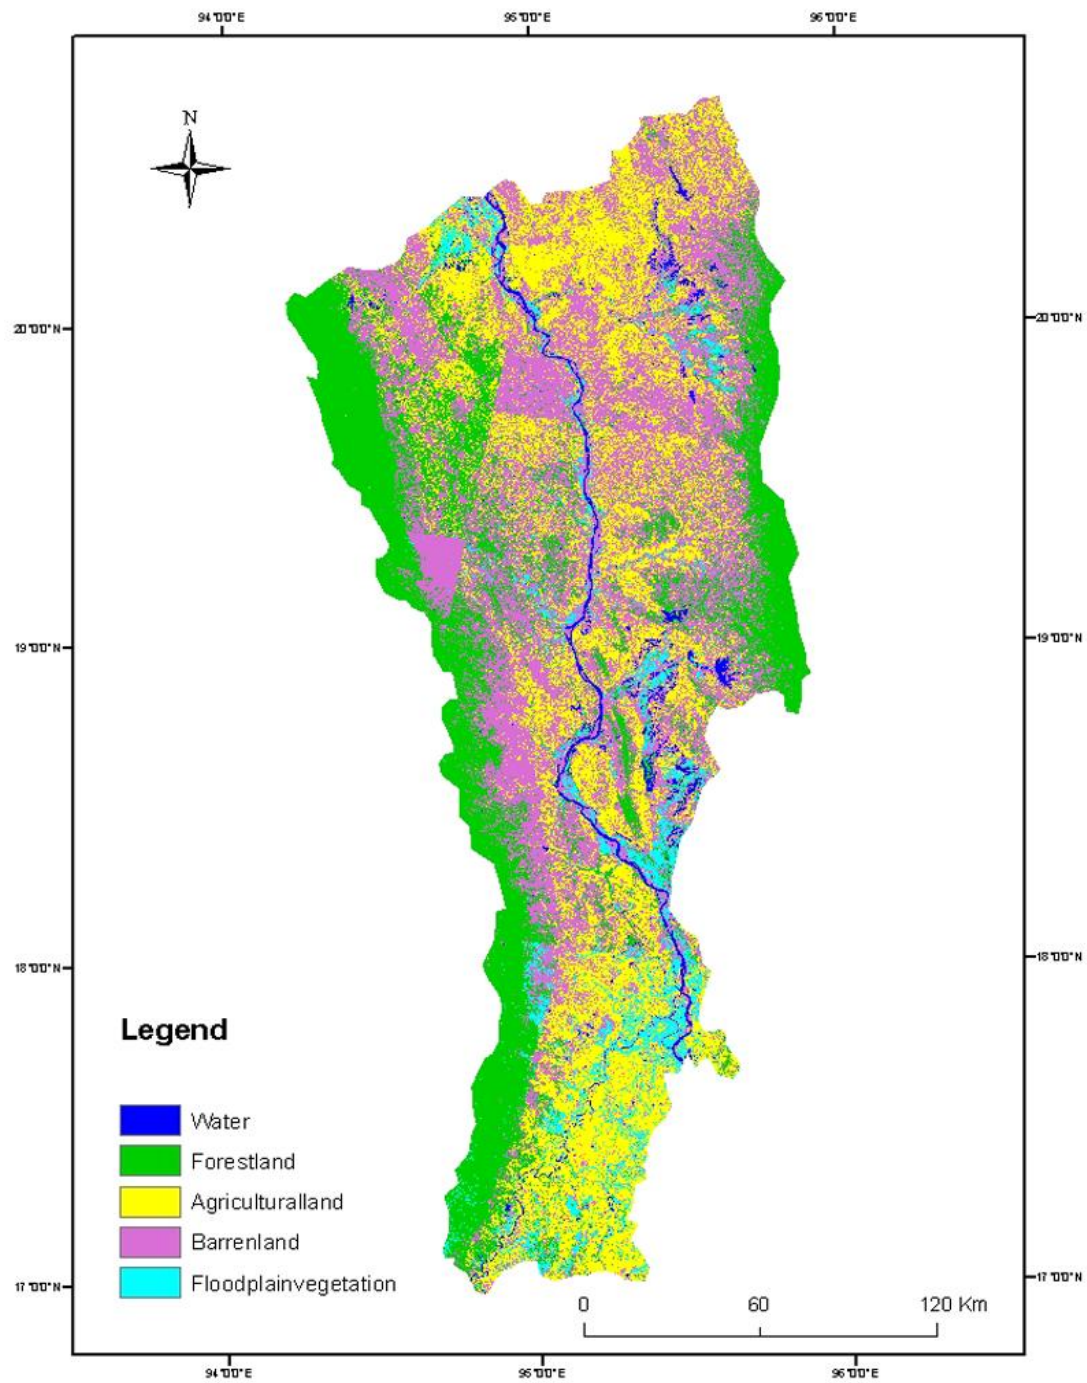 94°0'0"E 95°0'0"E 96°0'0"E
N
20°0'0"N 20°0'0"N
19°0'0"N 19°0'0"N
18°0'0"N 18°0'0"N
Legend
Water
Forestland
Agriculturalland
Barrenland
Floodplainvegetation
17°0'0"N 17°0'0"N
0 60 120 Km
94°0'0"E 95°0'0"E 96°0'0"E